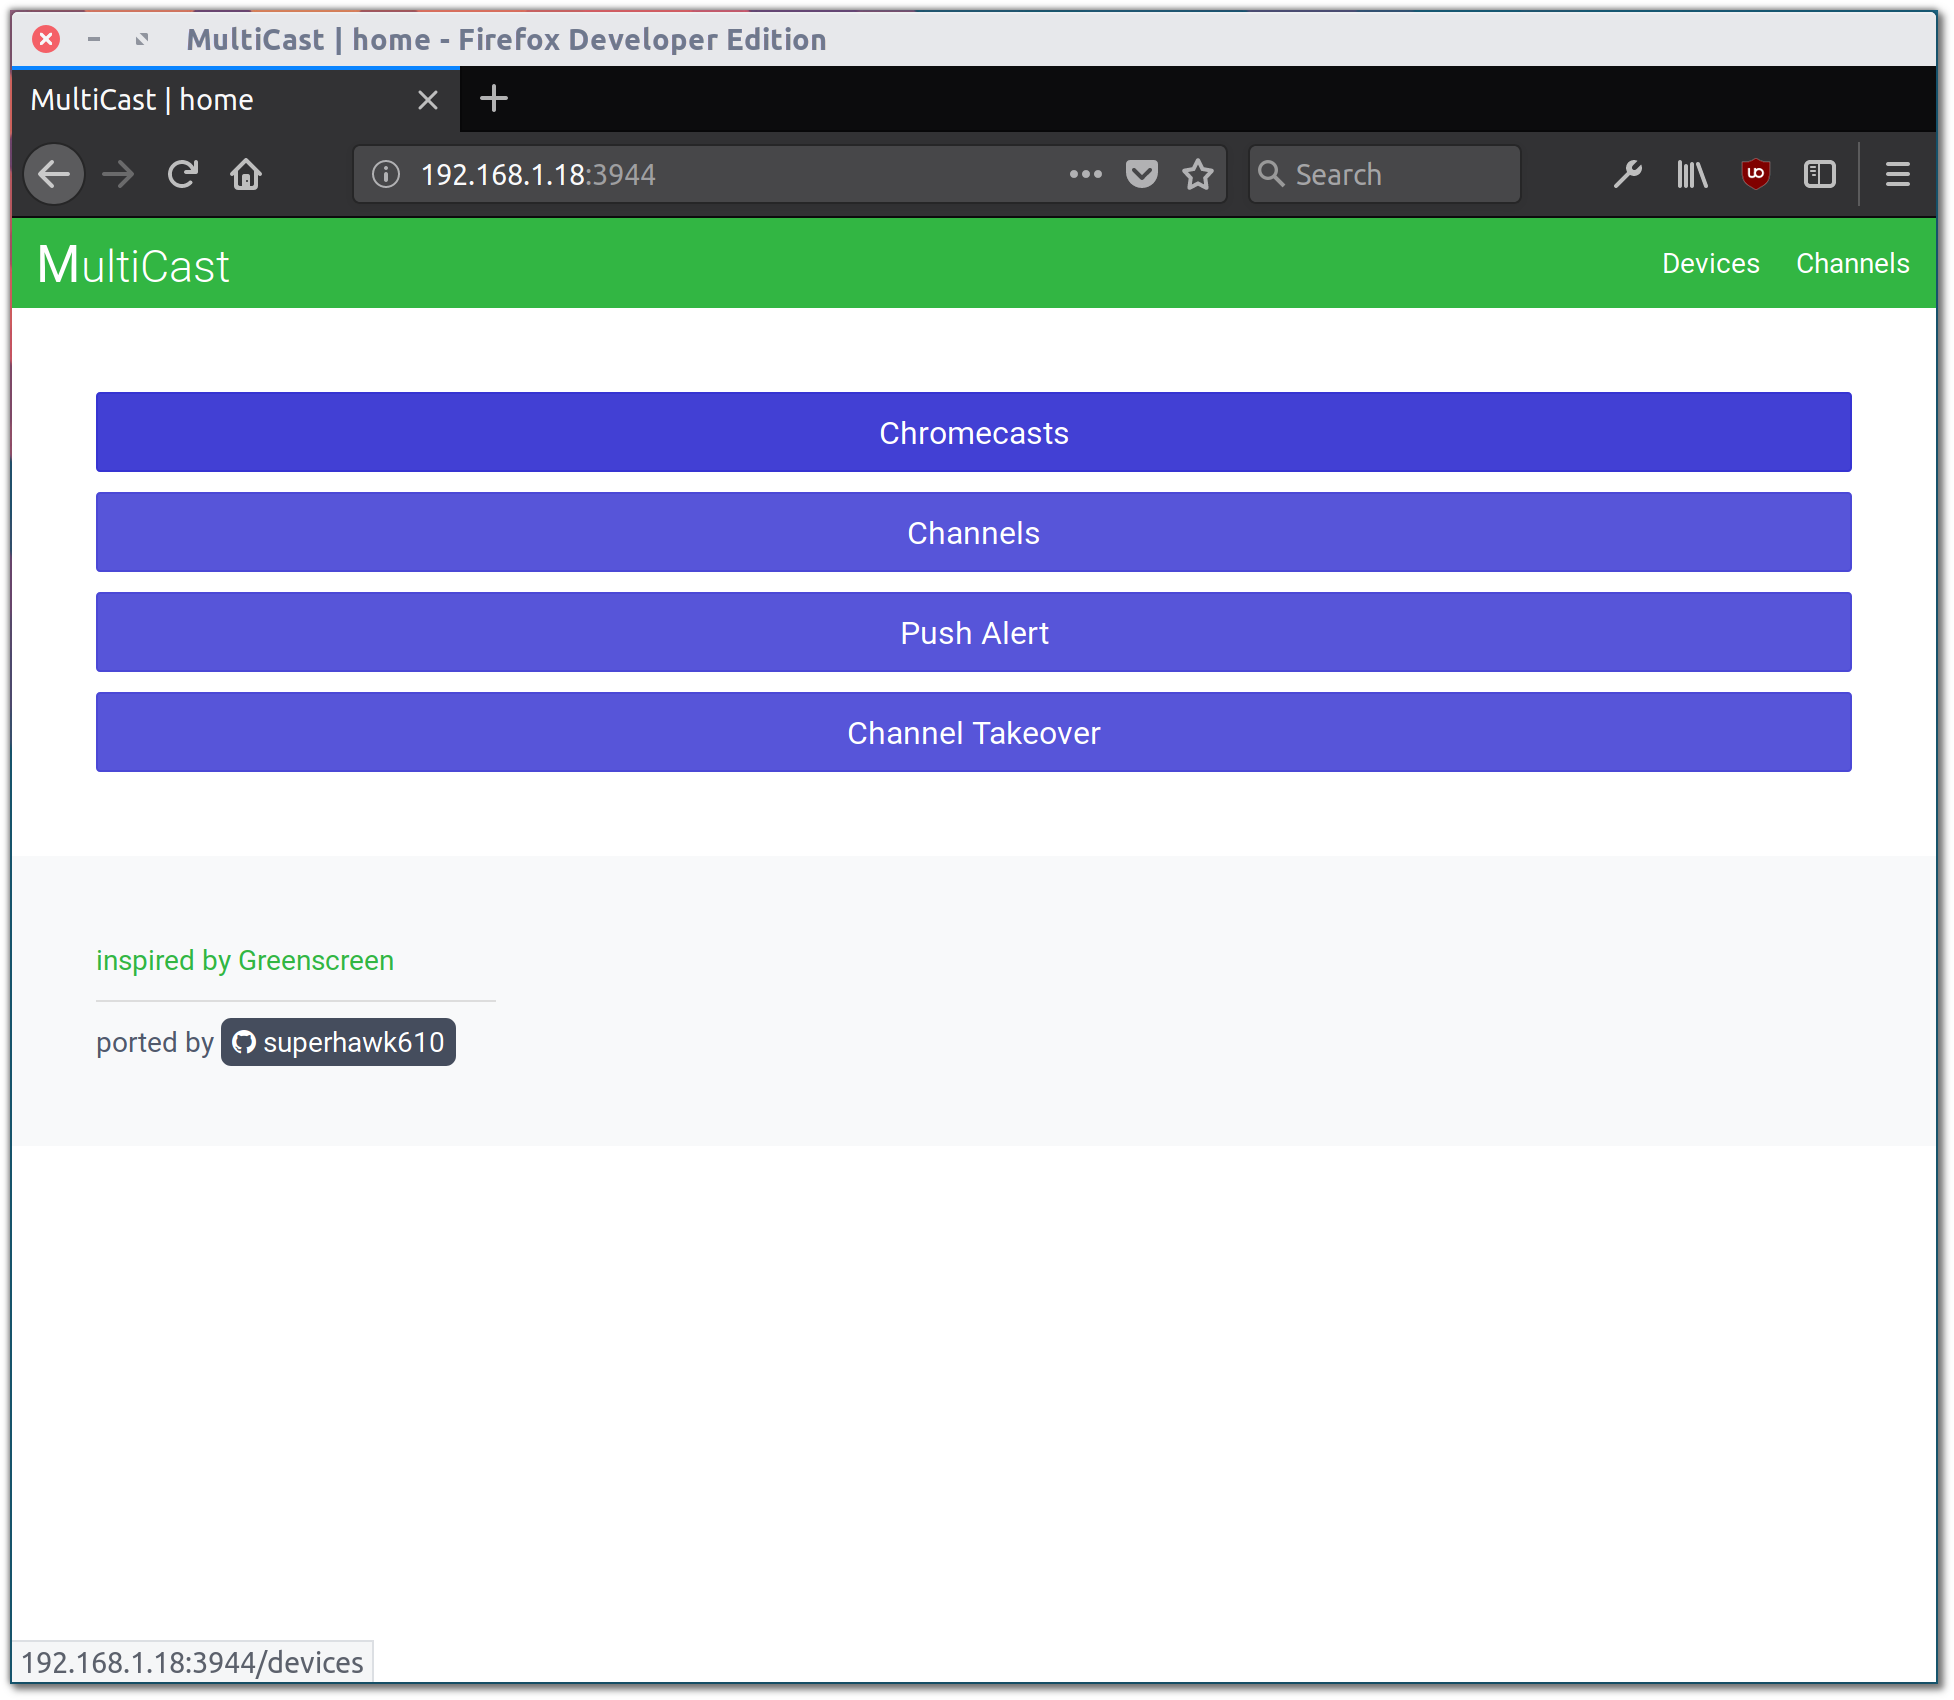 MultiCast | home - Firefox Developer Edition
MultiCast | home
192.168.1.18:3944
Search
MultiCast
Devices
Channels
Chromecasts
Channels
Push Alert
Channel Takeover
inspired by Greenscreen
ported by superhawk610
192.168.1.18:3944/devices